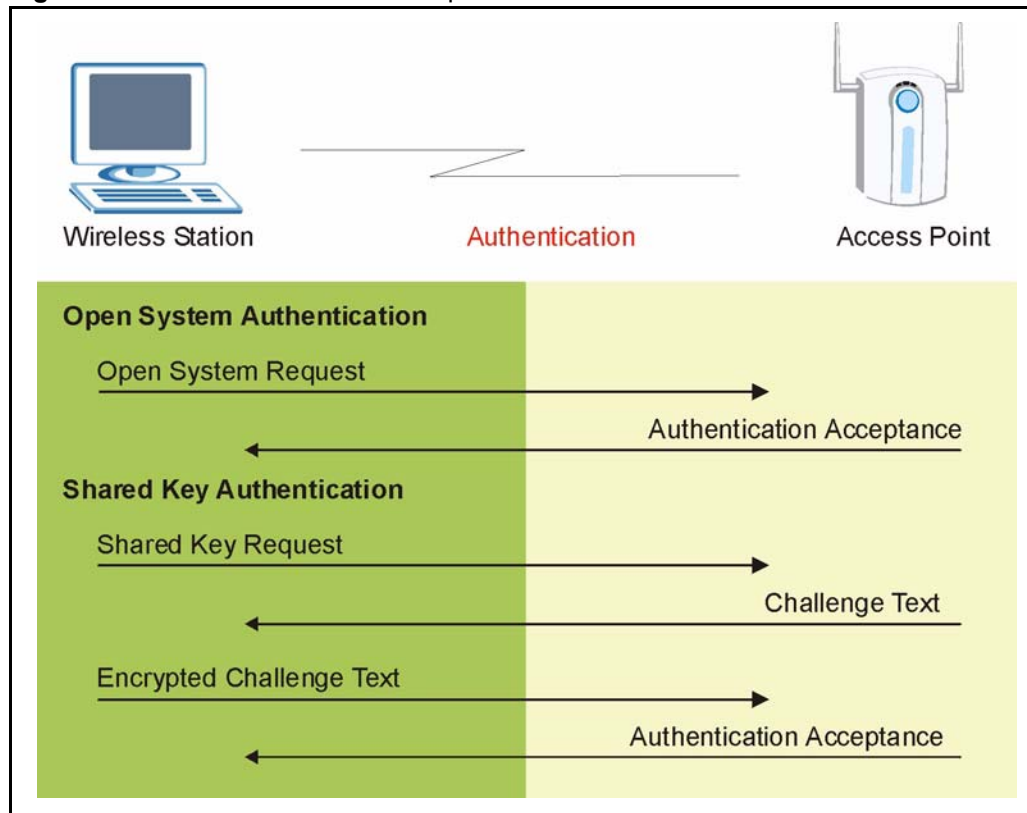 Wireless Station
Authentication
Access Point
Open System Authentication
Open System Request
Authentication Acceptance
Shared Key Authentication
Shared Key Request
Challenge Text
Encrypted Challenge Text
Authentication Acceptance